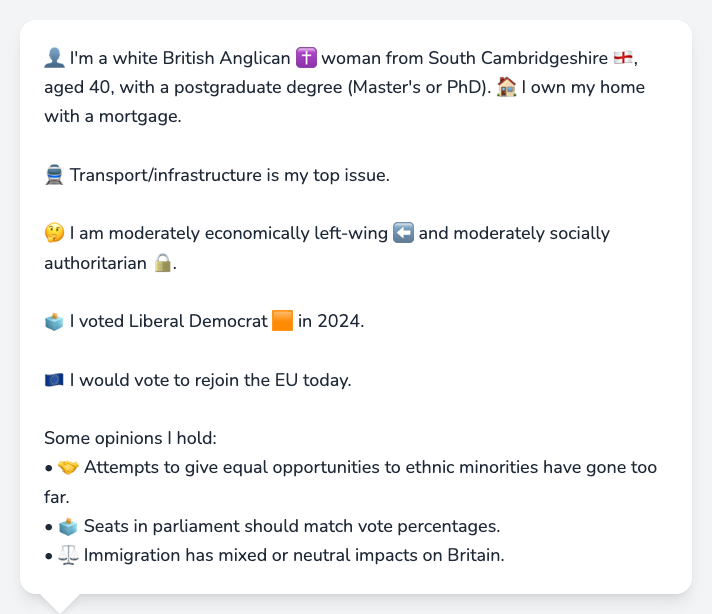 👤 I'm a white British Anglican ✝️ woman from South Cambridgeshire 🏴󠁧󠁢󠁥󠁮󠁧󠁿,
aged 40, with a postgraduate degree (Master's or PhD). 🏠 I own my home
with a mortgage.
🚆 Transport/infrastructure is my top issue.
🤔 I am moderately economically left-wing ⬅️ and moderately socially
authoritarian 🔒.
🗳️ I voted Liberal Democrat 🟧 in 2024.
🇪🇺 I would vote to rejoin the EU today.
Some opinions I hold:
• 🤝 Attempts to give equal opportunities to ethnic minorities have gone too
far.
• 🗳️ Seats in parliament should match vote percentages.
• ⚖️ Immigration has mixed or neutral impacts on Britain.